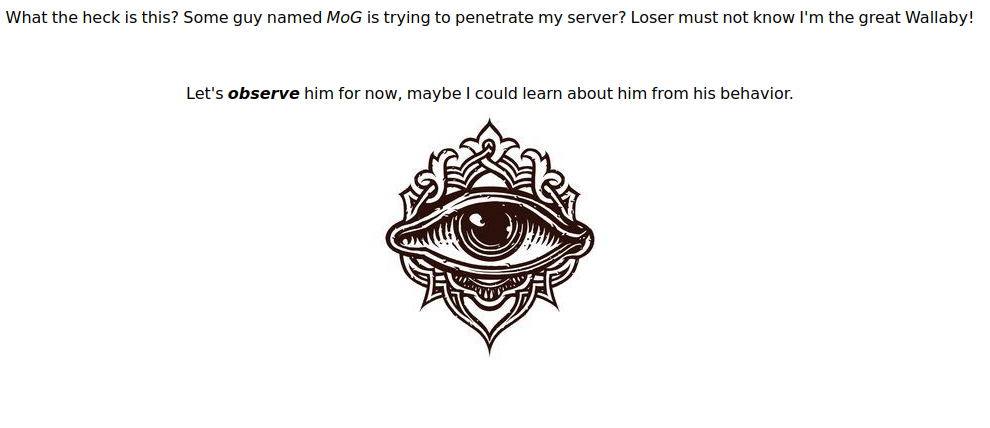 What the heck is this? Some guy named MoG is trying to penetrate my server? Loser must not know I'm the great Wallaby!
Let's observe him for now, maybe I could learn about him from his behavior.